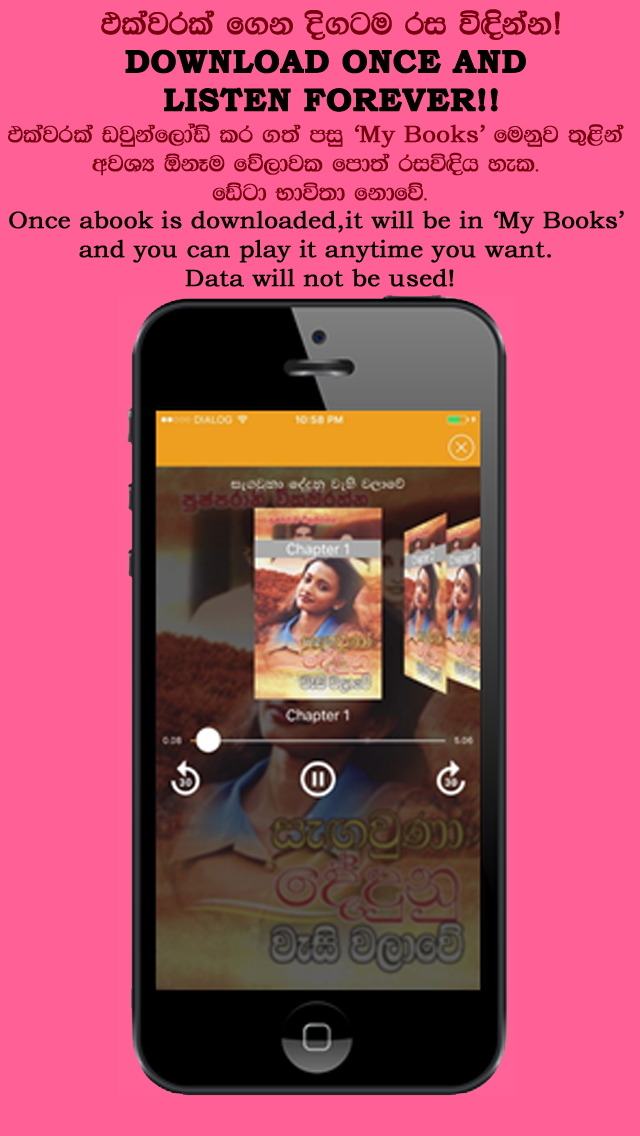 එක්වරක් ගෙන දිගටම රස විඳින්න!
DOWNLOAD ONCE AND
LISTEN FOREVER!!
එක්වරක් ඩවුන්ලෝඩ් කර ගත් පසු ‘My Books’ මෙනුව තුළින්
අවශ්‍ය ඕනෑම වේලාවක පොත් රසවිඳිය හැක.
ඩේටා භාවිතා නොවේ.
Once abook is downloaded,it will be in ‘My Books’
and you can play it anytime you want.
Data will not be used!
DIALOG 10:58 PM
සැඟවුනා දේදුනු වැහි වලාවේ
Chapter 1
සැඟවුණා
දේදුනු
වැසි වලාවේ
Chapter 1
0.08 5.06
30 30
සැඟවුණා
දේදුනු
වැසි වලාවේ